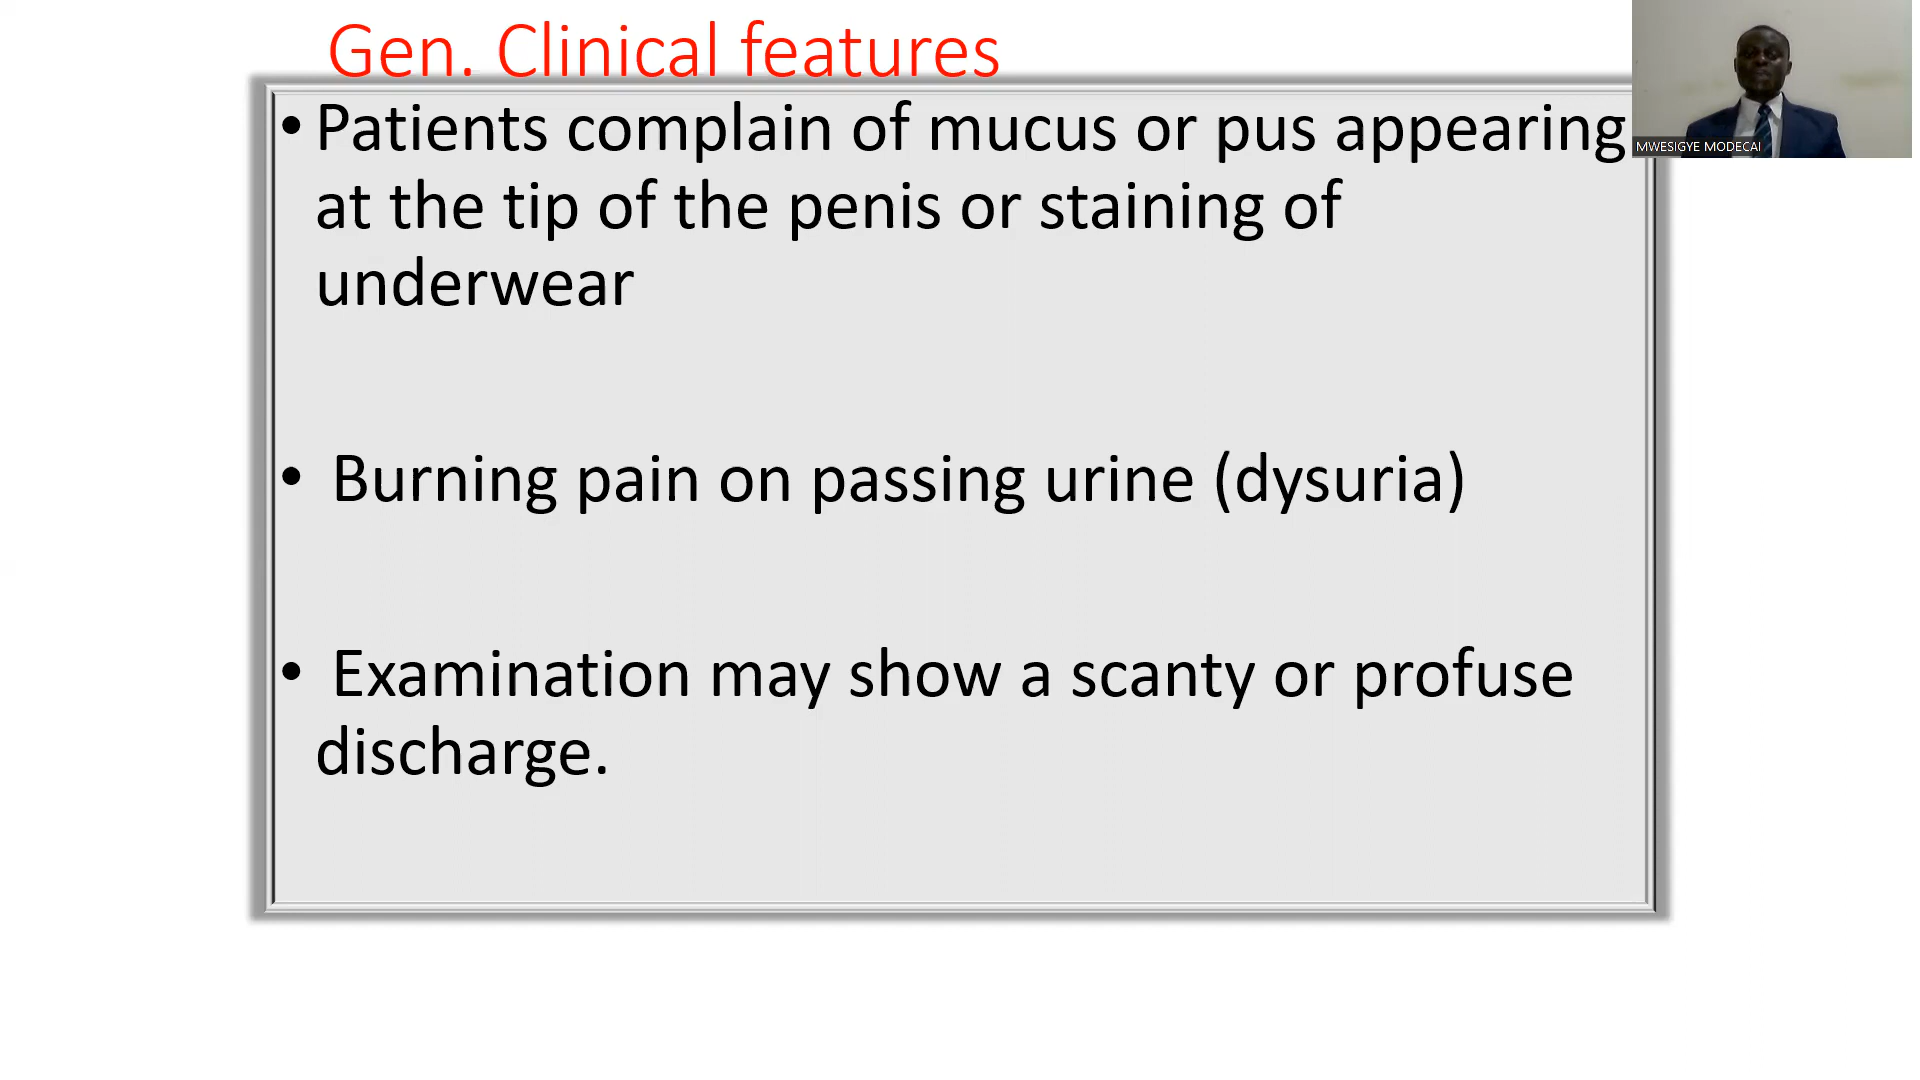 Gen. Clinical features
• Patients complain of mucus or pus appearing
at the tip of the penis or staining of
underwear
• Burning pain on passing urine (dysuria)
• Examination may show a scanty or profuse
discharge.
MWESIGYE MODECAI